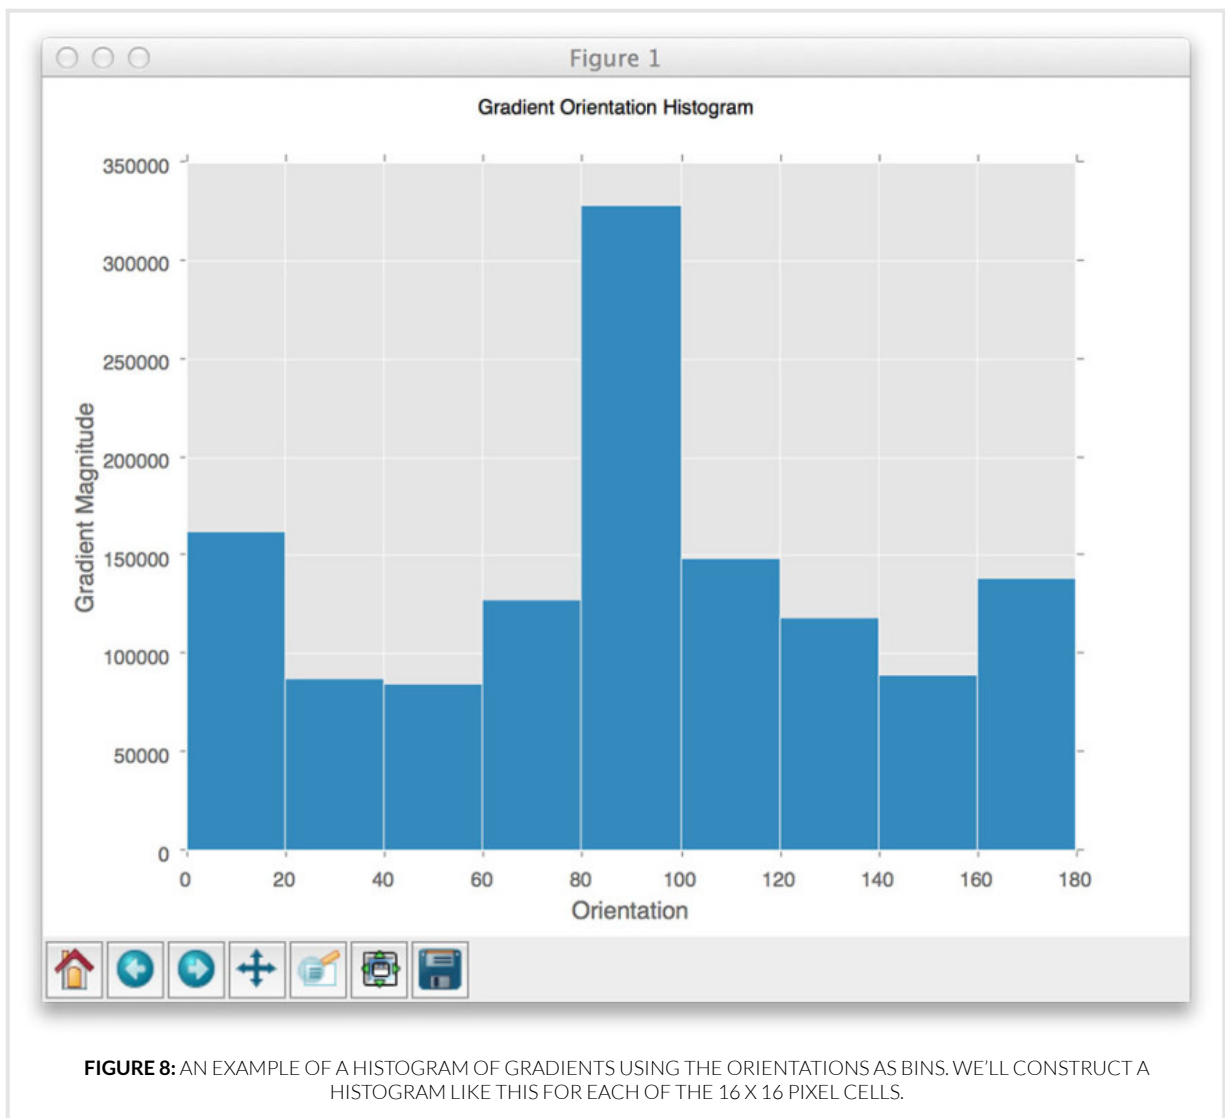 Figure 1
Gradient Orientation Histogram
350000
300000
250000
200000
150000
100000
50000
0
Gradient Magnitude
0 20 40 60 80 100 120 140 160 180
Orientation
FIGURE 8: AN EXAMPLE OF A HISTOGRAM OF GRADIENTS USING THE ORIENTATIONS AS BINS. WE'LL CONSTRUCT A
HISTOGRAM LIKE THIS FOR EACH OF THE 16 X 16 PIXEL CELLS.